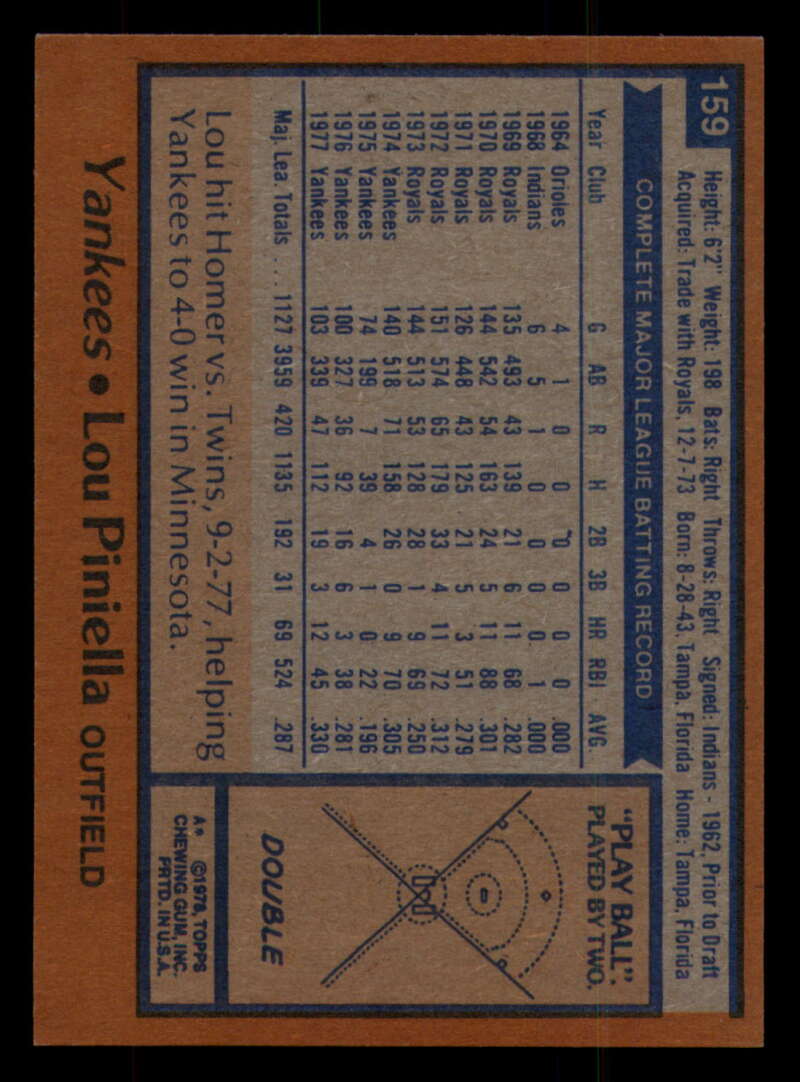 159
Height: 6'2" Weight: 198 Bats: Right Throws: Right Signed: Indians - 1962, Prior to Draft
Acquired: Trade with Royals, 12-7-73 Born: 8-28-43, Tampa, Florida Home: Tampa, Florida
COMPLETE MAJOR LEAGUE BATTING RECORD
Year Club G AB R H 2B 3B HR RBI AVG.
1964 Orioles 4 1 0 0 0 0 0 0 .000
1968 Indians 6 5 1 0 0 0 0 1 .000
1969 Royals 135 493 43 139 21 6 11 68 .282
1970 Royals 144 542 54 163 24 5 11 88 .301
1971 Royals 126 448 43 125 21 5 3 51 .279
1972 Royals 151 574 65 179 33 4 11 72 .312
1973 Royals 144 513 53 128 28 1 9 69 .250
1974 Yankees 140 518 71 158 26 0 9 70 .305
1975 Yankees 74 199 7 39 4 1 0 22 .196
1976 Yankees 100 327 36 92 16 6 3 38 .281
1977 Yankees 103 339 47 112 19 3 12 45 .330
Maj. Lea. Totals ... 1127 3959 420 1135 192 31 69 524 .287
Lou hit Homer vs. Twins, 9-2-77, helping
Yankees to 4-0 win in Minnesota.
"PLAY BALL".
PLAYED BY TWO.
DOUBLE
A* ©1978, TOPPS
CHEWING GUM, INC.
PRTD. IN U.S.A.
Yankees • Lou Piniella OUTFIELD